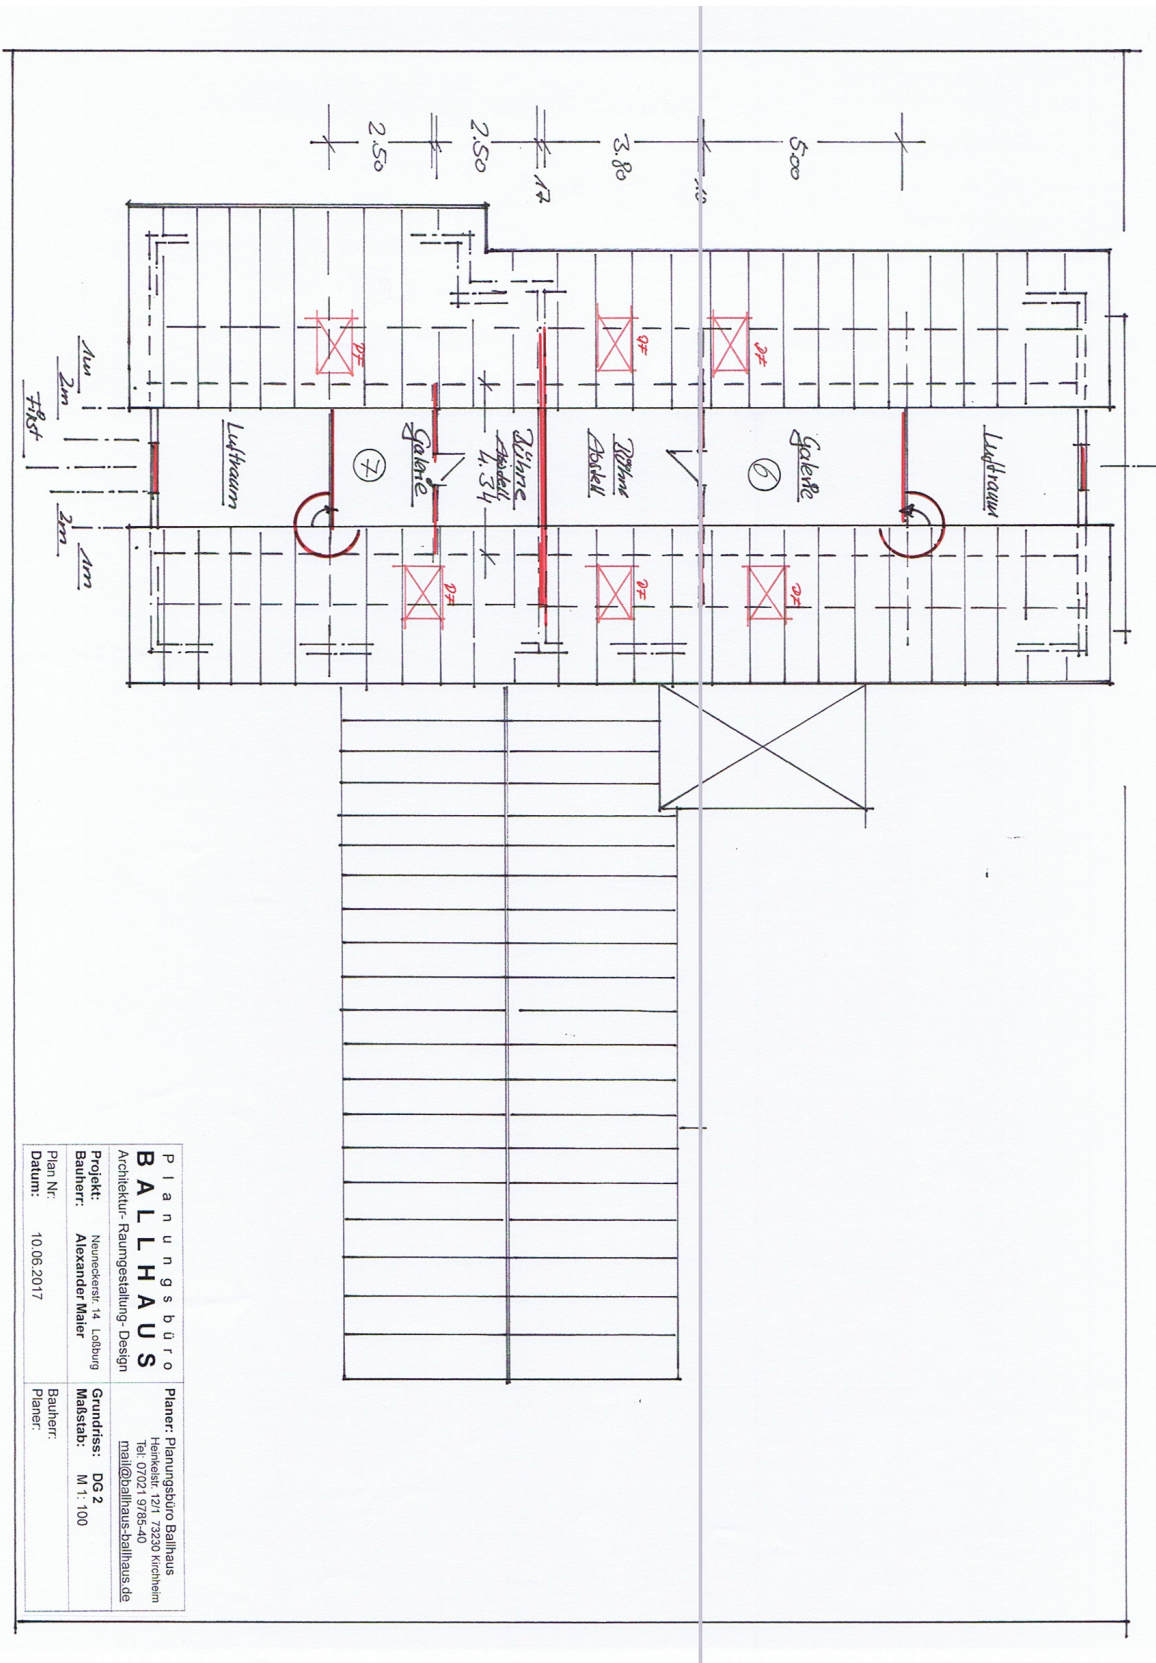 2.50
2.50
17
3.80
5.00
DF
DF
DF
Luftraum
7
Galerie
Bühne
Abstell
4.34
Bühne
Abstell
6
Galerie
Luftraum
DF
DF
DF
1m
2m
First
2m
1m
Planungsbüro
BALLHAUS
Architektur- Raumgestaltung- Design
Planer: Planungsbüro Ballhaus
Heinkelstr. 12/1 73230 Kirchheim
Tel: 07021 9785-40
mail@ballhaus-ballhaus.de
Projekt: Neuneckerstr. 14 Loßburg
Bauherr: Alexander Maier
Grundriss: DG 2
Maßstab: M 1: 100
Plan Nr:
Datum: 10.06.2017
Bauherr:
Planer: